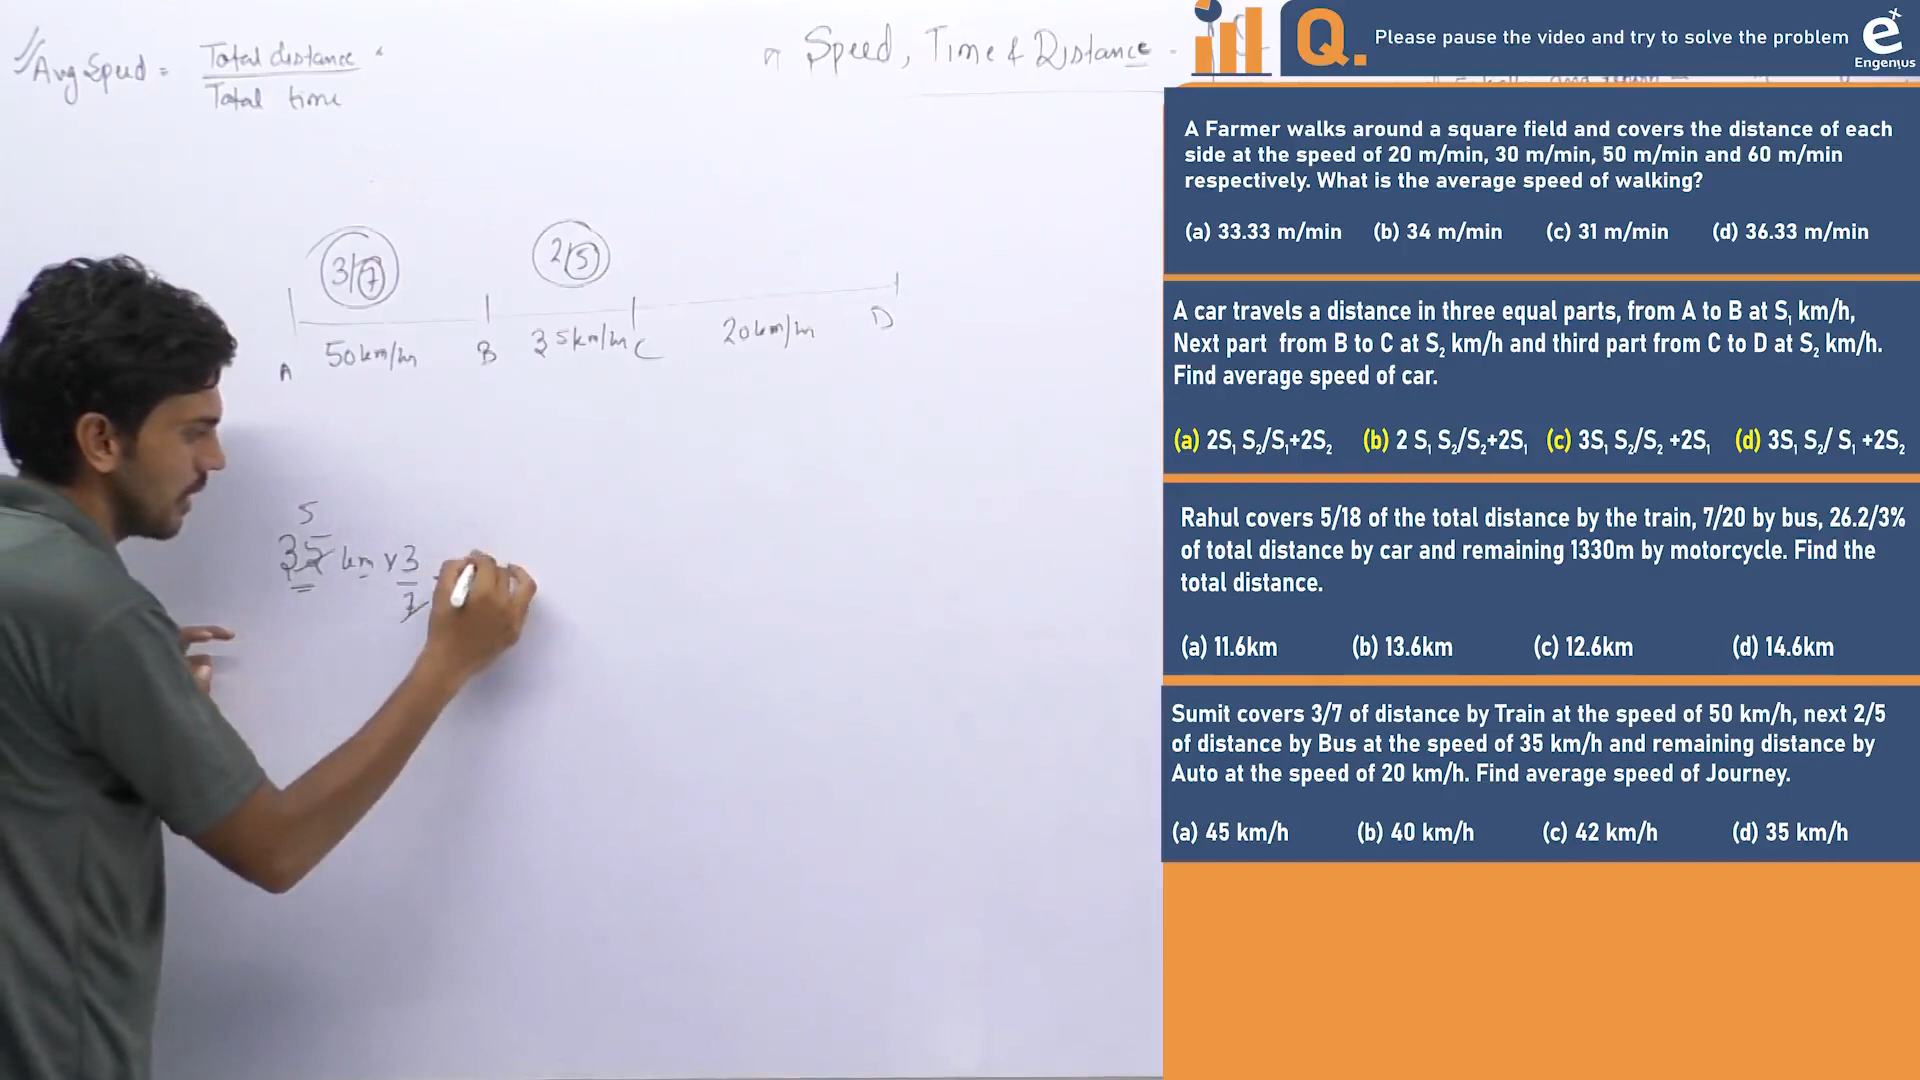 Avg Speed = Total distance
Total time
Speed, Time & Distance -
3/7
2/5
A
50 km/hr
B
35 km/hr
C
20 km/hr
D
5
35 km × 3
7
Q.
Please pause the video and try to solve the problem
ex
Engenius
A Farmer walks around a square field and covers the distance of each
side at the speed of 20 m/min, 30 m/min, 50 m/min and 60 m/min
respectively. What is the average speed of walking?
(a) 33.33 m/min (b) 34 m/min (c) 31 m/min (d) 36.33 m/min
A car travels a distance in three equal parts, from A to B at S₁ km/h,
Next part from B to C at S₂ km/h and third part from C to D at S₂ km/h.
Find average speed of car.
(a) 2S₁ S₂/S₁+2S₂ (b) 2 S₁ S₂/S₂+2S₁ (c) 3S₁ S₂/S₂ +2S₁ (d) 3S₁ S₂/ S₁ +2S₂
Rahul covers 5/18 of the total distance by the train, 7/20 by bus, 26.2/3%
of total distance by car and remaining 1330m by motorcycle. Find the
total distance.
(a) 11.6km (b) 13.6km (c) 12.6km (d) 14.6km
Sumit covers 3/7 of distance by Train at the speed of 50 km/h, next 2/5
of distance by Bus at the speed of 35 km/h and remaining distance by
Auto at the speed of 20 km/h. Find average speed of Journey.
(a) 45 km/h (b) 40 km/h (c) 42 km/h (d) 35 km/h